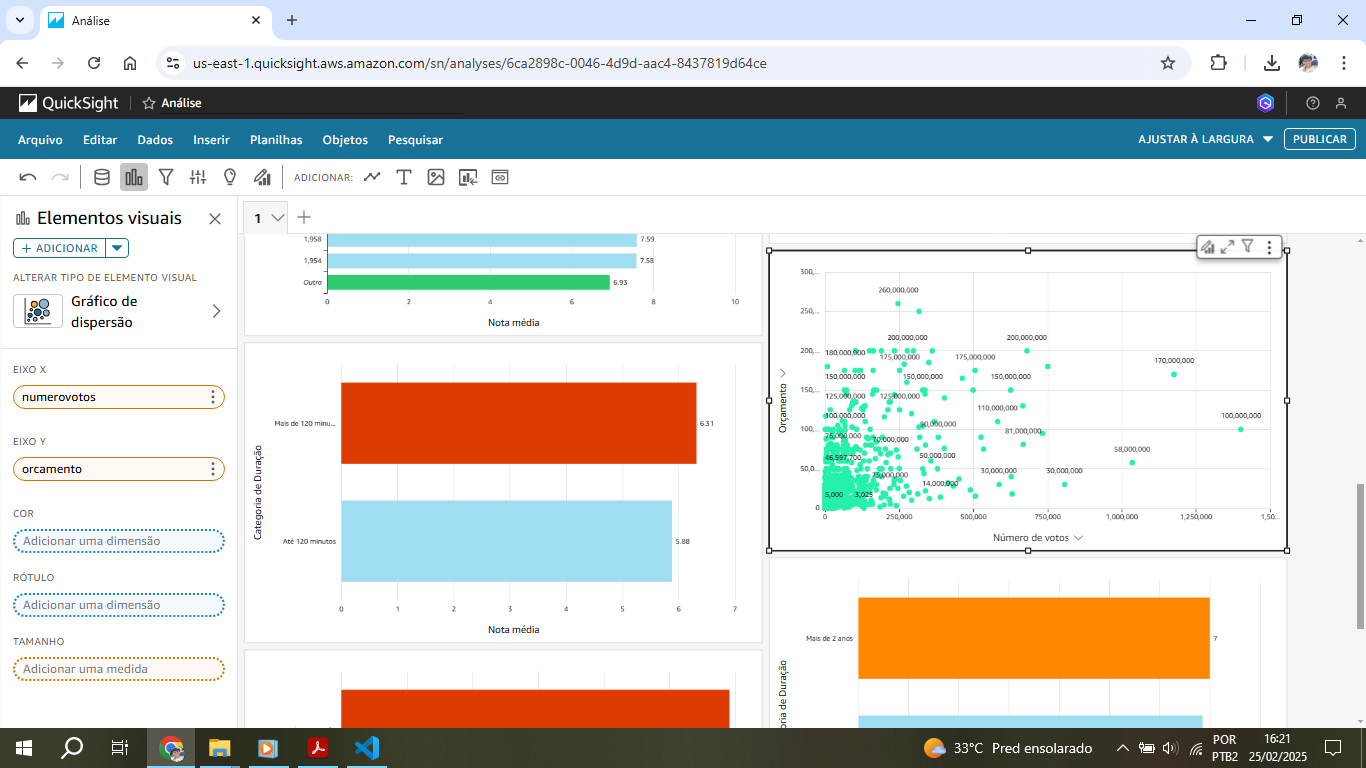 Análise
us-east-1.quicksight.aws.amazon.com/sn/analyses/6ca2898c-0046-4d9d-aac4-8437819d64ce
QuickSight
Análise
Arquivo
Editar
Dados
Inserir
Planilhas
Objetos
Pesquisar
AJUSTAR À LARGURA
PUBLICAR
ADICIONAR:
Elementos visuais
ADICIONAR
ALTERAR TIPO DE ELEMENTO VISUAL
Gráfico de
dispersão
EIXO X
numerovotos
EIXO Y
orcamento
COR
Adicionar uma dimensão
RÓTULO
Adicionar uma dimensão
TAMANHO
Adicionar uma medida
1
1,958
7.59
1,954
7.58
Outro
6.93
0 2 4 6 8 10
Nota média
Categoria de Duração
Mais de 120 minu...
6.31
Até 120 minutos
5.88
0 1 2 3 4 5 6 7
Nota média
Orçamento
300,...
250,...
200,...
150,...
100,...
50,0...
0
260,000,000
200,000,000
200,000,000
180,000,000
175,000,000
175,000,000
170,000,000
150,000,000
150,000,000
150,000,000
125,000,000
125,000,000
110,000,000
100,000,000
100,000,000
90,000,000
81,000,000
75,000,000
70,000,000
58,000,000
46,597,700
50,000,000
30,000,000
30,000,000
25,000,000
14,000,000
5,000
3,025
0 250,000 500,000 750,000 1,000,000 1,250,000 1,50...
Número de votos
Mais de 2 anos
7
ria de Duração
33°C Pred ensolarado
POR
PTB2
16:21
25/02/2025